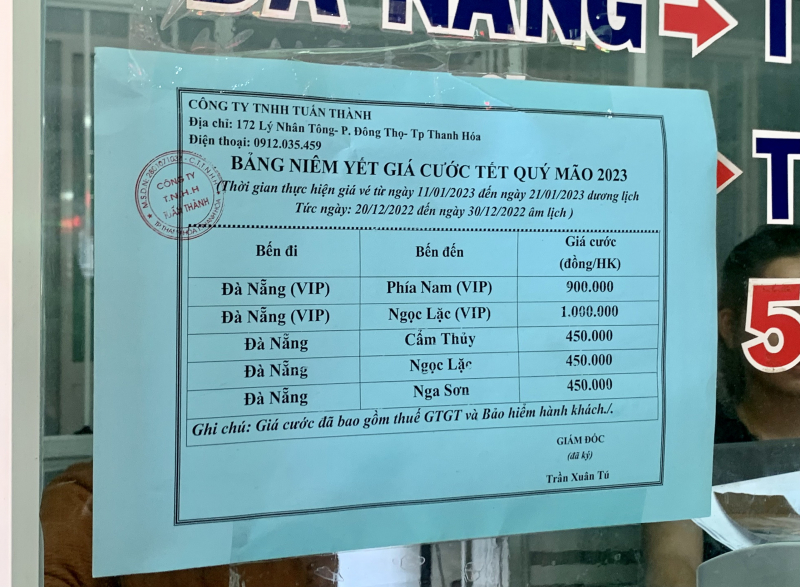 ĐÀ NẴNG
CÔNG TY TNHH TUẤN THÀNH
Địa chỉ: 172 Lý Nhân Tông- P. Đông Thọ- Tp Thanh Hóa
Điện thoại: 0912.035.459
BẢNG NIÊM YẾT GIÁ CƯỚC TẾT QUÝ MÃO 2023
(Thời gian thực hiện giá vé từ ngày 11/01/2023 đến ngày 21/01/2023 dương lịch
Tức ngày: 20/12/2022 đến ngày 30/12/2022 âm lịch )
CÔNG TY
T.N.H.H
TUẤN THÀNH
Bến đi Bến đến Giá cước
(đồng/HK)
Đà Nẵng (VIP) Phía Nam (VIP) 900.000
Đà Nẵng (VIP) Ngọc Lặc (VIP) 1.000.000
Đà Nẵng Cẩm Thủy 450.000
Đà Nẵng Ngọc Lặc 450.000
Đà Nẵng Nga Sơn 450.000
Ghi chú: Giá cước đã bao gồm thuế GTGT và Bảo hiểm hành khách./.
GIÁM ĐỐC
(đã ký)
Trần Xuân Tú
5